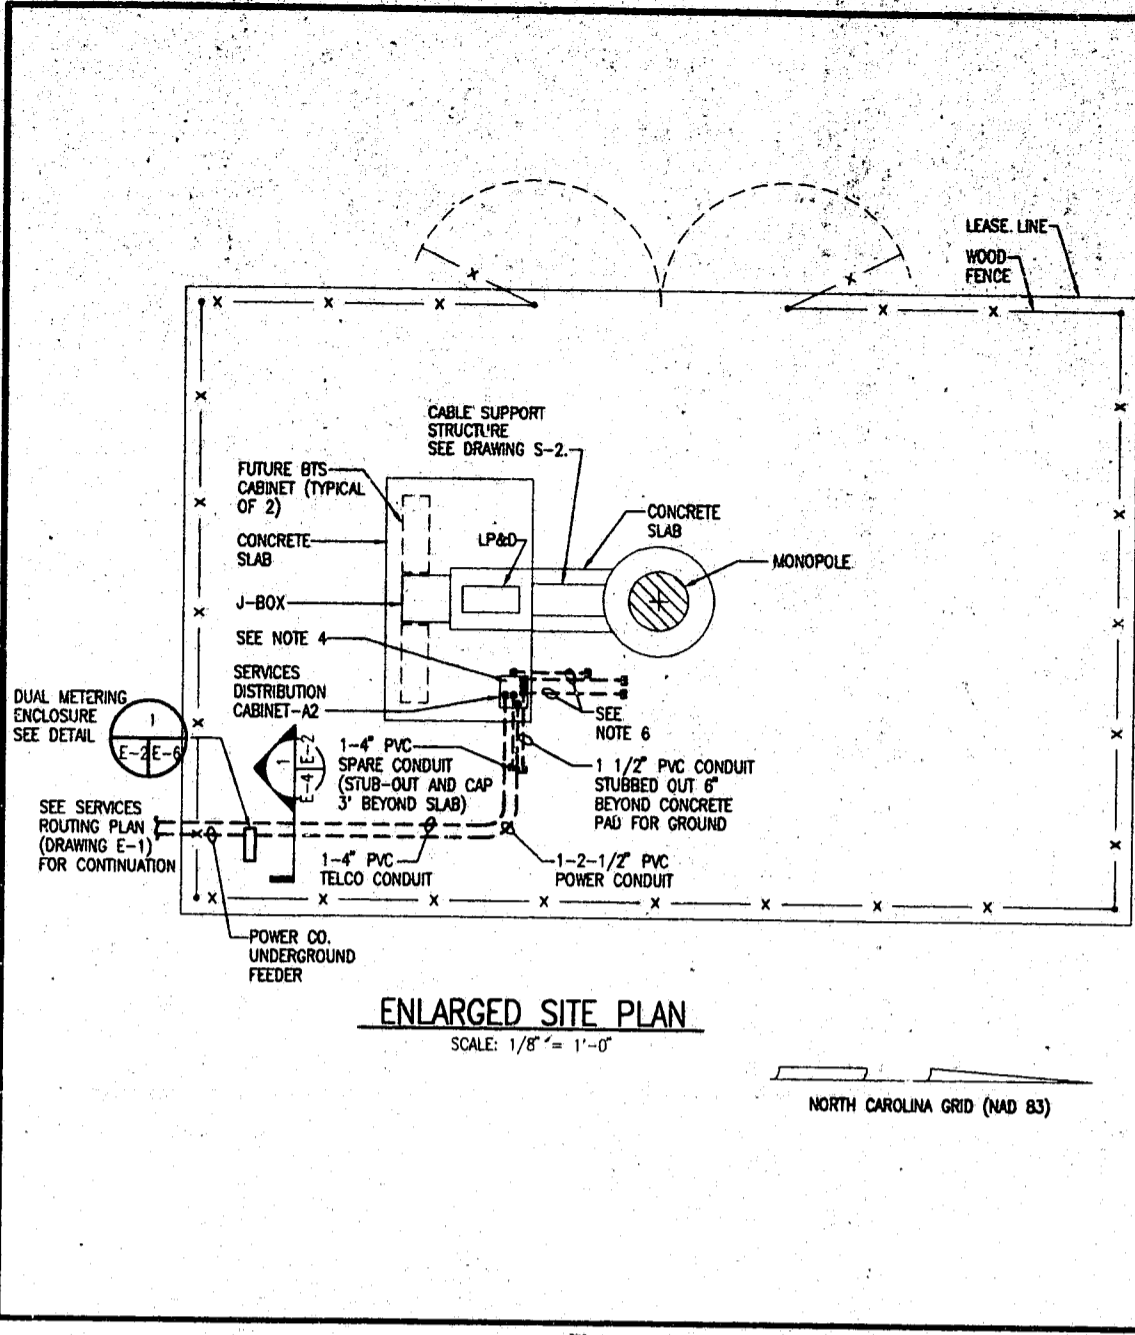 LEASE. LINE
WOOD
FENCE
CABLE SUPPORT
STRUCTURE
SEE DRAWING S-2.
FUTURE BTS
CABINET (TYPICAL
OF 2)
CONCRETE
SLAB
LP&D
CONCRETE
SLAB
MONOPOLE
J-BOX
SEE NOTE 4
SERVICES
DISTRIBUTION
CABINET-A2
SEE
NOTE 6
DUAL METERING
ENCLOSURE
SEE DETAIL
1
E-2 E-6
1
E-2
E-4
1-4" PVC
SPARE CONDUIT
(STUB-OUT AND CAP
3' BEYOND SLAB)
1 1/2" PVC CONDUIT
STUBBED OUT 6"
BEYOND CONCRETE
PAD FOR GROUND
SEE SERVICES
ROUTING PLAN
(DRAWING E-1)
FOR CONTINUATION
1-4" PVC
TELCO CONDUIT
1-2-1/2" PVC
POWER CONDUIT
POWER CO.
UNDERGROUND
FEEDER
ENLARGED SITE PLAN
SCALE: 1/8" = 1'-0"
NORTH CAROLINA GRID (NAD 83)